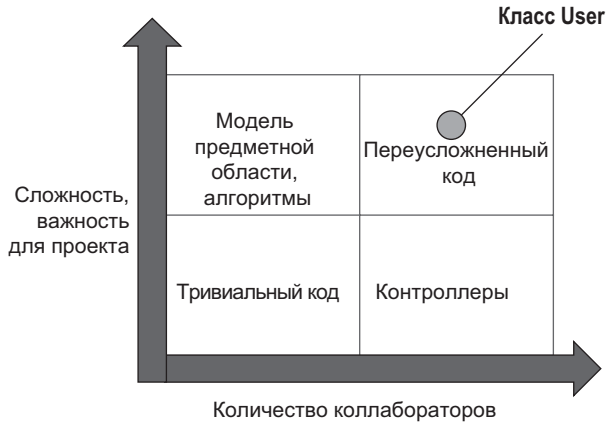 Класс User
Модель
предметной
области,
алгоритмы
Переусложненный
код
Сложность,
важность
для проекта
Тривиальный код
Контроллеры
Количество коллабораторов